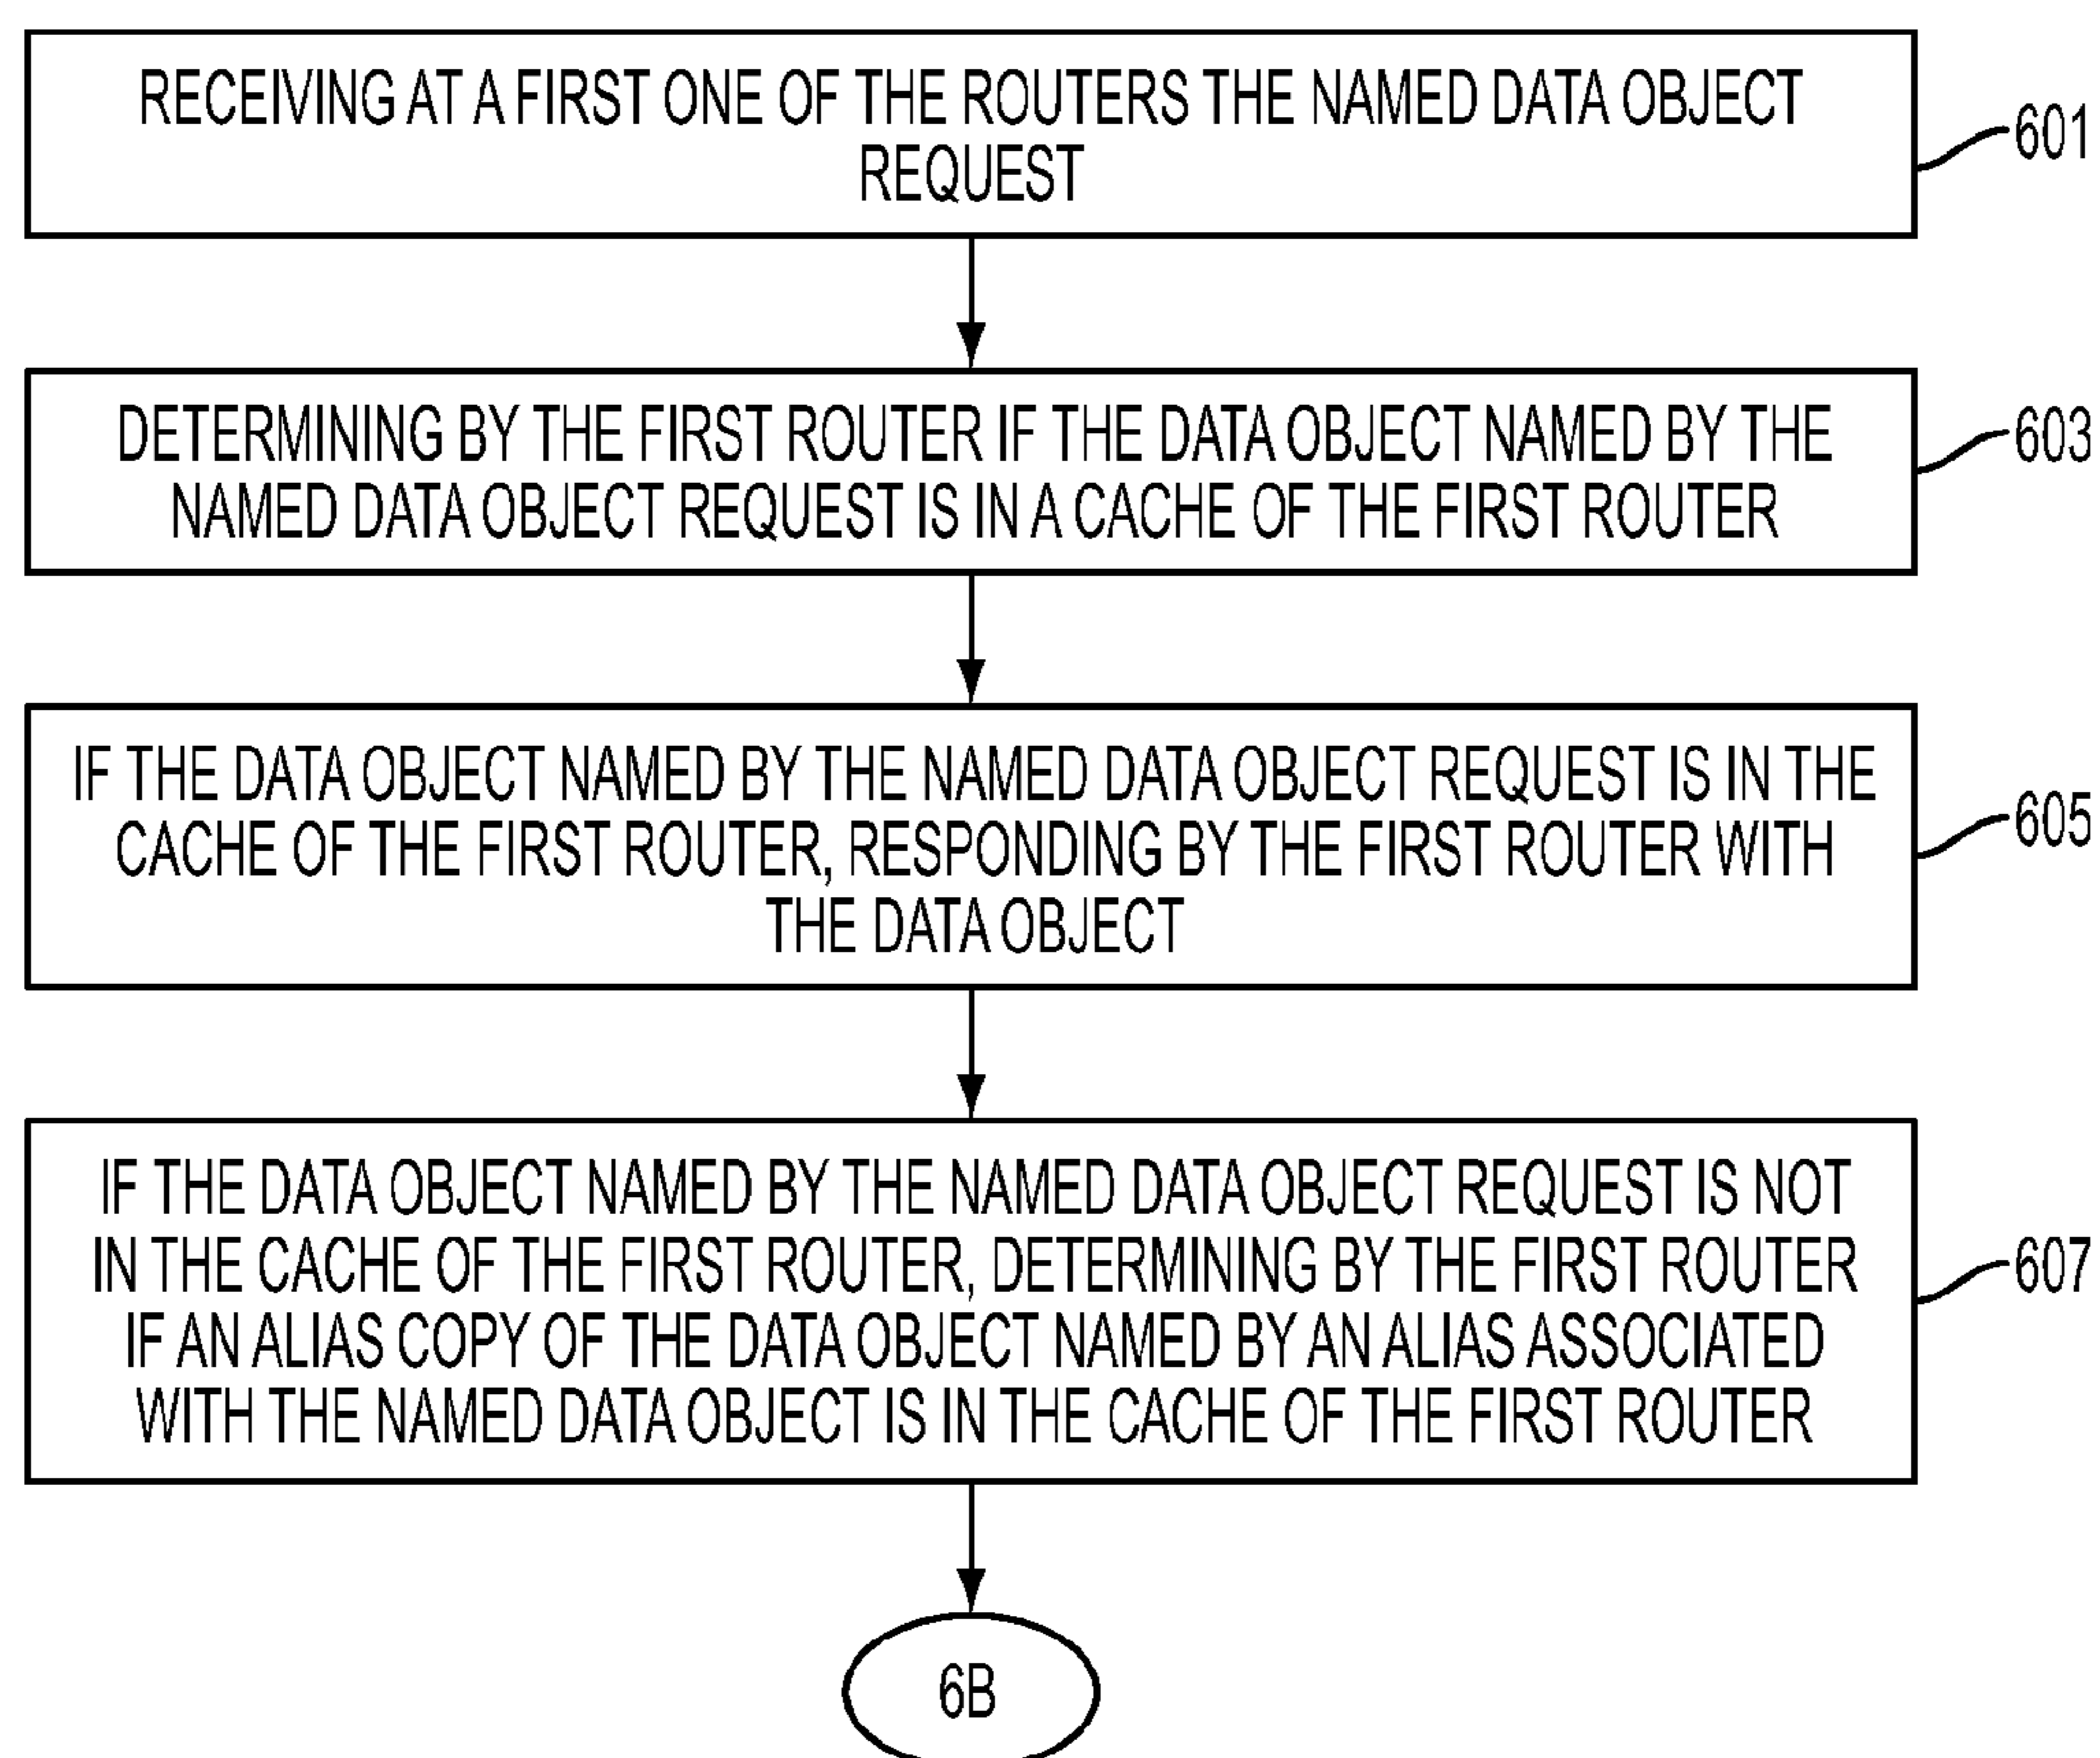 RECEIVING AT A FIRST ONE OF THE ROUTERS THE NAMED DATA OBJECT
REQUEST
601
DETERMINING BY THE FIRST ROUTER IF THE DATA OBJECT NAMED BY THE
NAMED DATA OBJECT REQUEST IS IN A CACHE OF THE FIRST ROUTER
603
IF THE DATA OBJECT NAMED BY THE NAMED DATA OBJECT REQUEST IS IN THE
CACHE OF THE FIRST ROUTER, RESPONDING BY THE FIRST ROUTER WITH
THE DATA OBJECT
605
IF THE DATA OBJECT NAMED BY THE NAMED DATA OBJECT REQUEST IS NOT
IN THE CACHE OF THE FIRST ROUTER, DETERMINING BY THE FIRST ROUTER
IF AN ALIAS COPY OF THE DATA OBJECT NAMED BY AN ALIAS ASSOCIATED
WITH THE NAMED DATA OBJECT IS IN THE CACHE OF THE FIRST ROUTER
607
6B